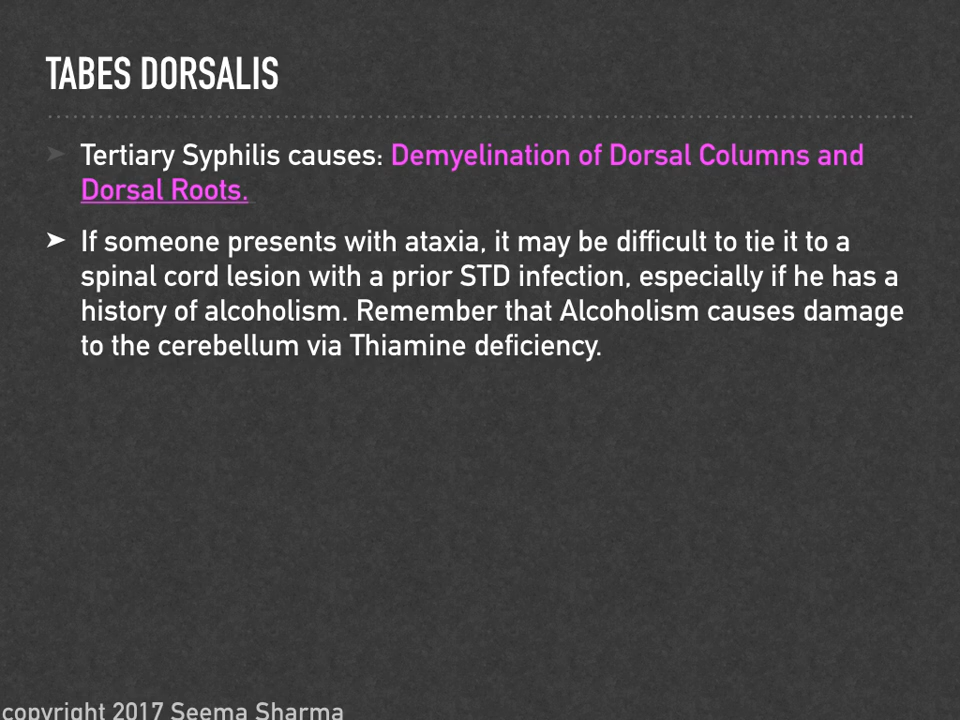 TABES DORSALIS
➤ Tertiary Syphilis causes: Demyelination of Dorsal Columns and
Dorsal Roots.
➤ If someone presents with ataxia, it may be difficult to tie it to a
spinal cord lesion with a prior STD infection, especially if he has a
history of alcoholism. Remember that Alcoholism causes damage
to the cerebellum via Thiamine deficiency.
copyright 2017 Seema Sharma